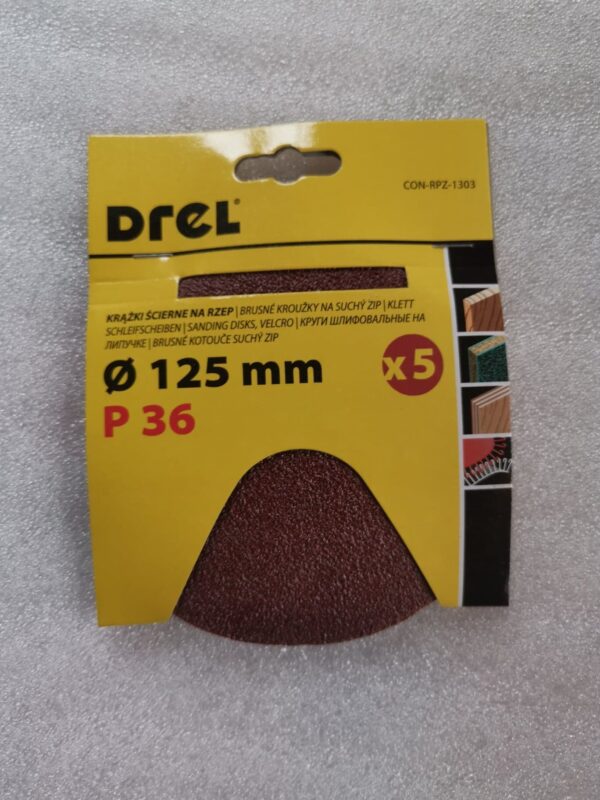 CON-RPZ-1303
Drel®
KRĄŻKI ŚCIERNE NA RZEP | BRUSNÉ KROUŽKY NA SUCHÝ ZIP | KLETT
SCHLEIFSCHEIBEN | SANDING DISKS, VELCRO | КРУГИ ШЛИФОВАЛЬНЫЕ НА
ЛИПУЧКЕ | BRUSNÉ KOTOUČE SUCHÝ ZIP
Ø 125 mm
x5
P 36